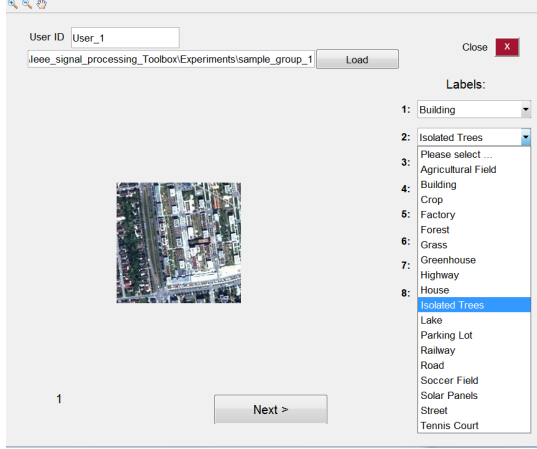 User ID User_1
.leee_signal_processing_Toolbox\Experiments\sample_group_1 Load
Close X
Labels:
1: Building
2: Isolated Trees
3:
4:
5:
6:
7:
8:
Please select ...
Agricultural Field
Building
Crop
Factory
Forest
Grass
Greenhouse
Highway
House
Isolated Trees
Lake
Parking Lot
Railway
Road
Soccer Field
Solar Panels
Street
Tennis Court
1
Next >